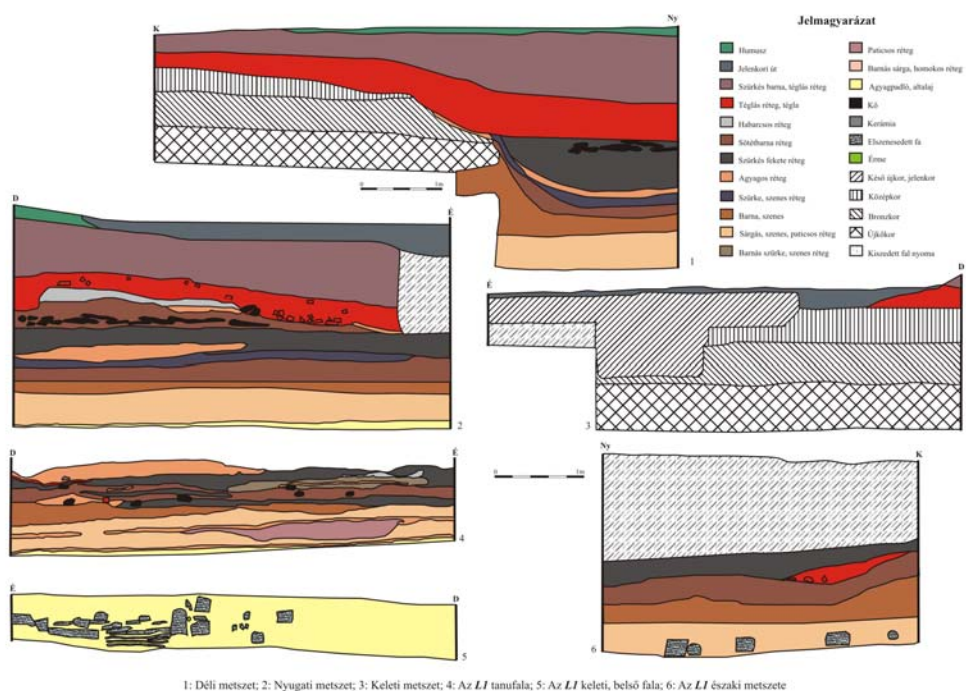 K
Ny
0
1m
1
Jelmagyarázat
Humusz
Jelenkori út
Szürkés barna, téglás réteg
Téglás réteg, tégla
Habarcsos réteg
Sötétbarna réteg
Szürkés fekete réteg
Agyagos réteg
Szürke, szenes réteg
Barna, szenes
Sárgás, szenes, paticsos réteg
Barnás szürke, szenes réteg
Paticsos réteg
Barnás sárga, homokos réteg
Agyagpadló, altalaj
Kő
Kerámia
Elszenesedett fa
Érme
Késő újkor, jelenkor
Középkor
Bronzkor
Újkőkor
Kiszedett fal nyoma
D
É
2
É
D
3
D
É
4
0
1m
Ny
K
6
É
D
5
1: Déli metszet; 2: Nyugati metszet; 3: Keleti metszet; 4: Az L1 tanufala; 5: Az L1 keleti, belső fala; 6: Az L1 északi metszete